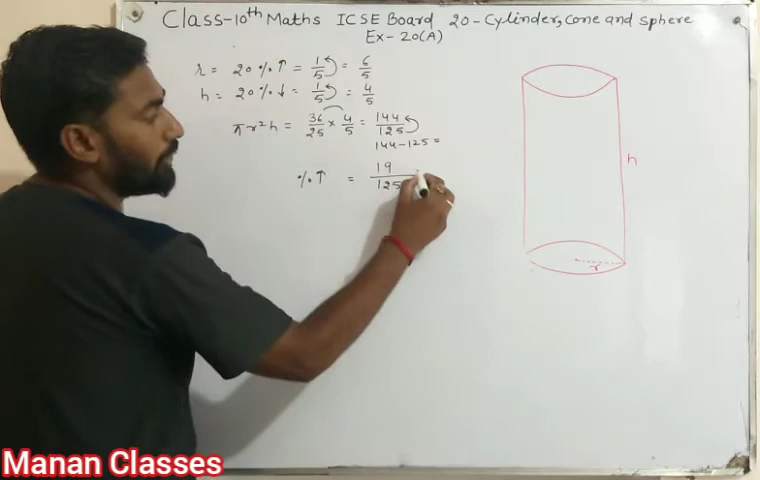 Class-10th Maths ICSE Board 20-Cylinder, Cone and sphere
Ex-20(A)
r = 20%↑ = 1/5 = 6/5
h = 20%↓ = 1/5 = 4/5
πr²h = 36/25 × 4/5 = 144/125
144-125 =
%↑ = 19/125
h
r
Manan Classes